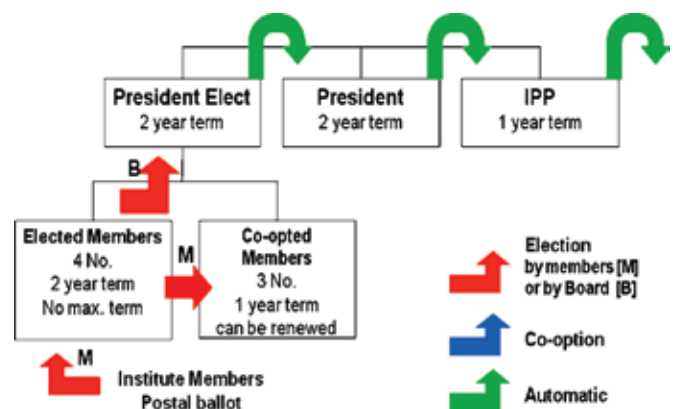 President Elect
2 year term
President
2 year term
IPP
1 year term
B
Elected Members
4 No.
2 year term
No max. term
M
Co-opted
Members
3 No.
1 year term
can be renewed
M
Institute Members
Postal ballot
Election
by members [M]
or by Board [B]
Co-option
Automatic